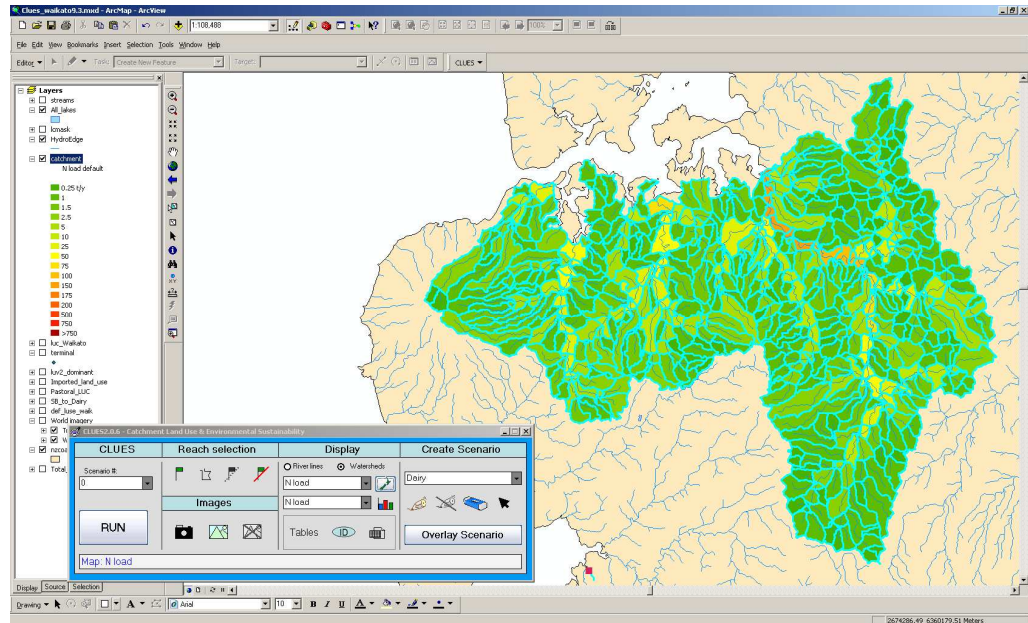 Clues_waikato9.3.mxd - ArcMap - ArcView
1:108,488
100%
File Edit View Bookmarks Insert Selection Tools Window Help
Editor Task: Create New Feature Target: CLUES
Layers
streams
All_lakes
lcmask
HydroEdge
catchment
N load default
0.25 t/y
1
1.5
2.5
5
10
25
50
75
100
150
175
200
500
750
>750
luc_Waikato
terminal
luv2_dominant
Imported_land_use
Pastoral_LUC
SB_to_Dairy
def_luse_waik
World Imagery
nzcoa
Total_
CLUES2.0.6 - Catchment Land Use & Environmental Sustainability
CLUES Reach selection Display Create Scenario
Scenario #:
0
River lines Watersheds
N load
Dairy
Images
N load
RUN
Tables ID
Overlay Scenario
Map: N load
Display Source Selection
Drawing A Arial 10 B I U A
2674286.49 6360179.51 Meters